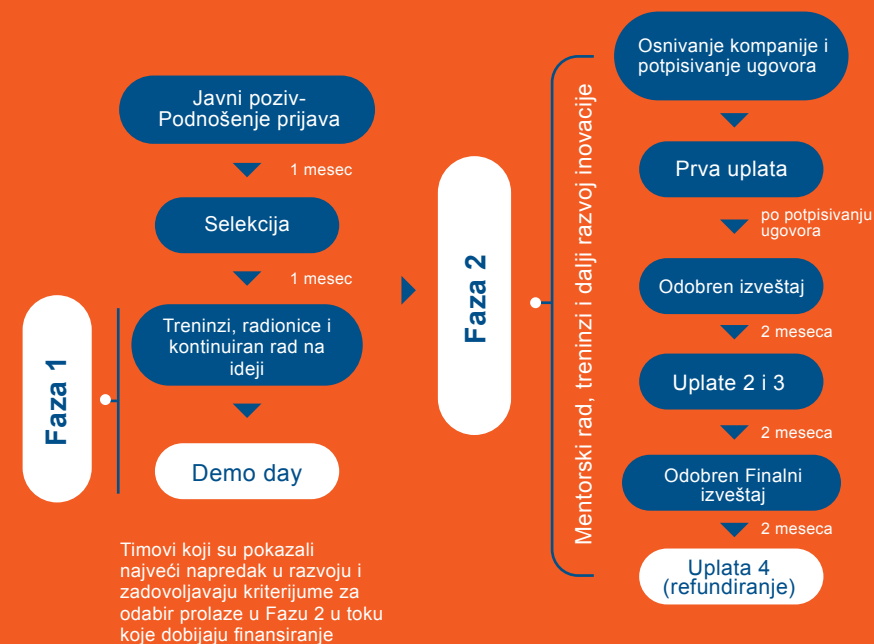 Javni poziv-
Podnošenje prijava
1 mesec
Selekcija
1 mesec
Faza 1
Treninzi, radionice i
kontinuiran rad na
ideji
Demo day
Timovi koji su pokazali
najveći napredak u razvoju i
zadovoljavaju kriterijume za
odabir prolaze u Fazu 2 u toku
koje dobijaju finansiranje
Faza 2
Mentorski rad, treninzi i dalji razvoj inovacije
Osnivanje kompanije i
potpisivanje ugovora
Prva uplata
po potpisivanju
ugovora
Odobren izveštaj
2 meseca
Uplate 2 i 3
2 meseca
Odobren Finalni
izveštaj
2 meseca
Uplata 4
(refundiranje)